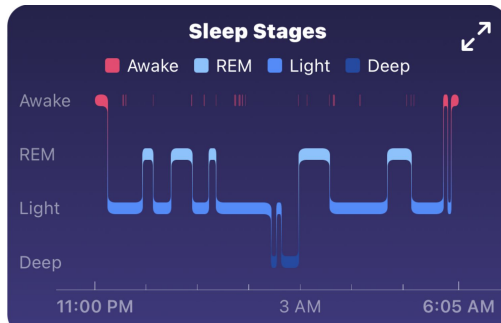 Sleep Stages
Awake REM Light Deep
Awake
REM
Light
Deep
11:00 PM 3 AM 6:05 AM